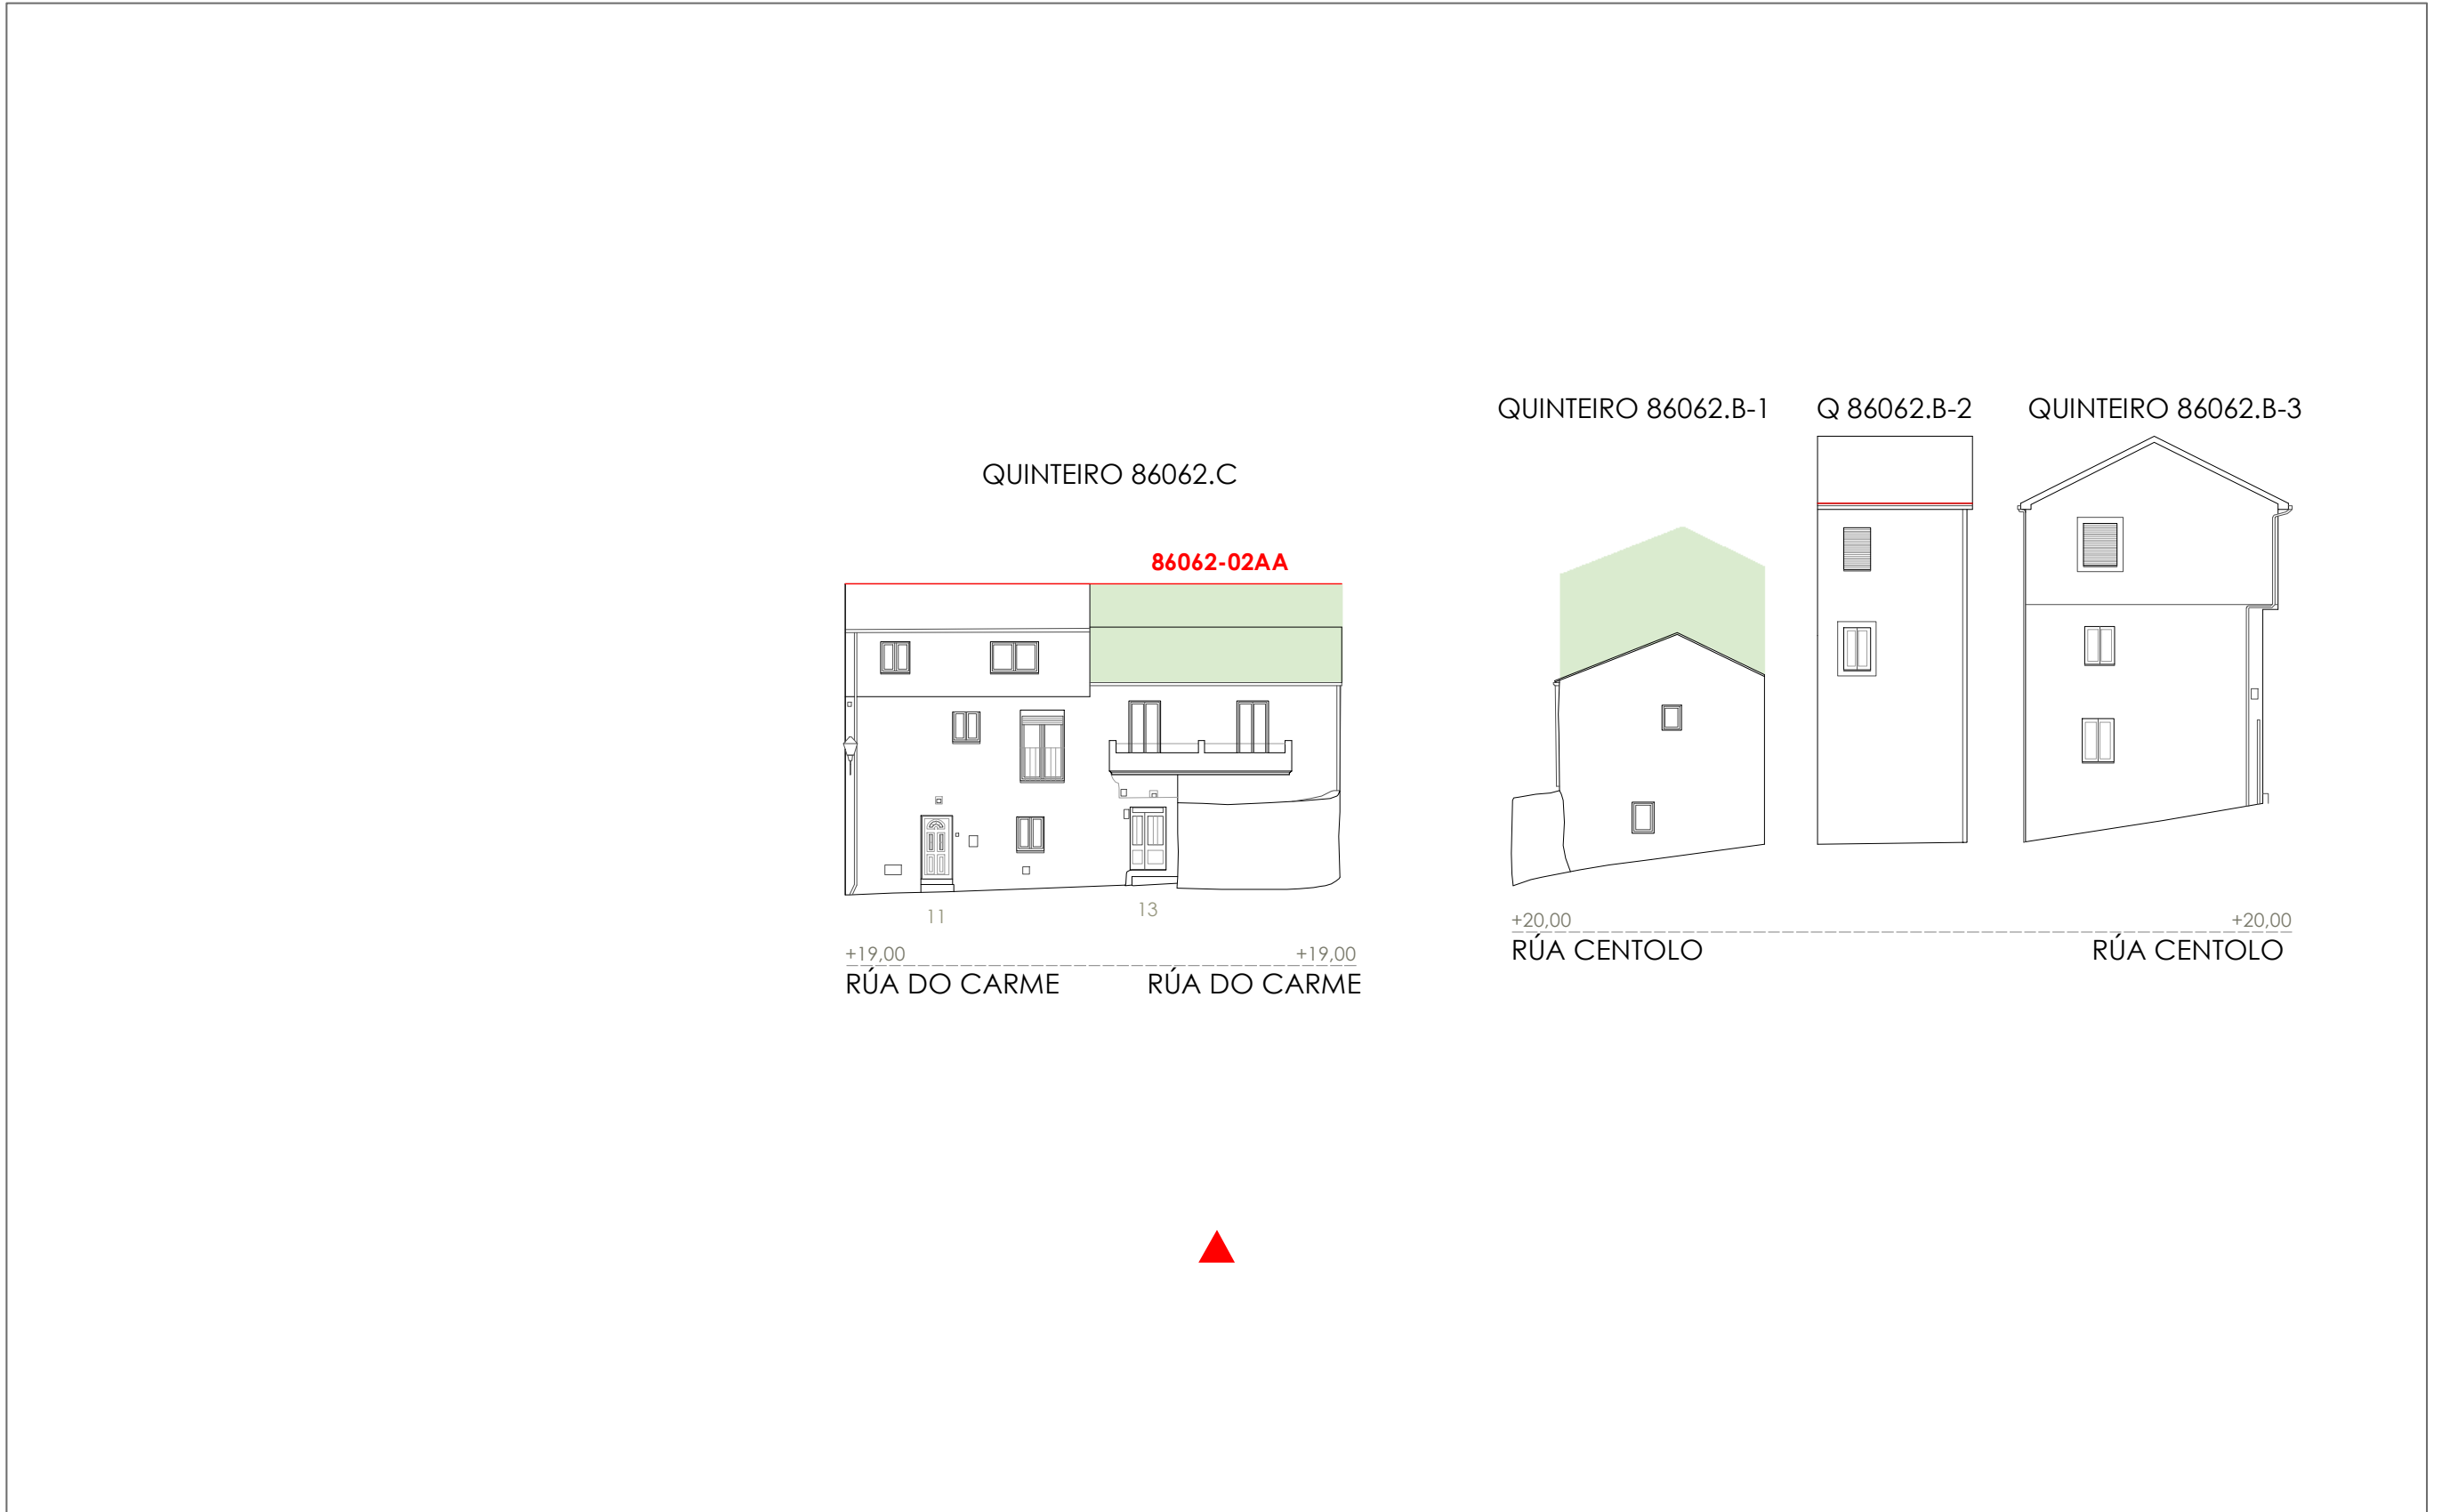 QUINTEIRO 86062.B-1
Q 86062.B-2
QUINTEIRO 86062.B-3
QUINTEIRO 86062.C
86062-02AA
11
13
+19,00
+19,00
RÚA DO CARME
RÚA DO CARME
+20,00
+20,00
RÚA CENTOLO
RÚA CENTOLO